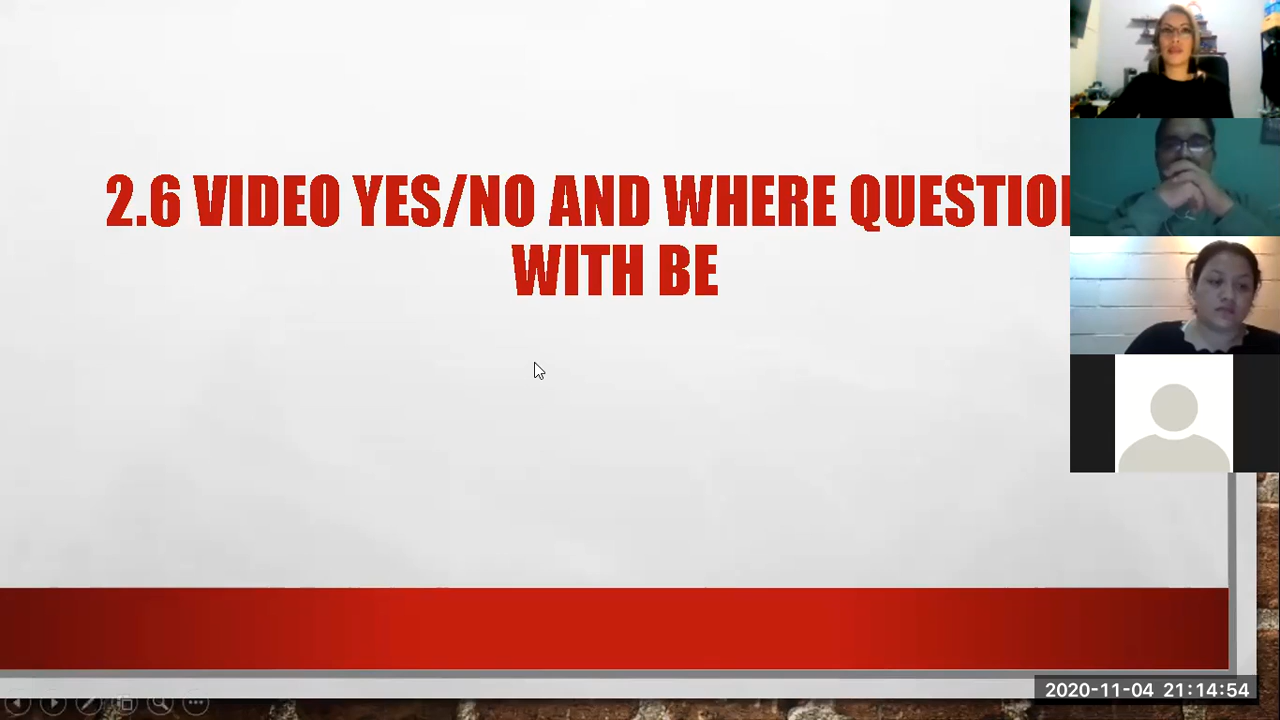 2.6 VIDEO YES/NO AND WHERE QUESTIO
WITH BE
2020-11-04 21:14:54